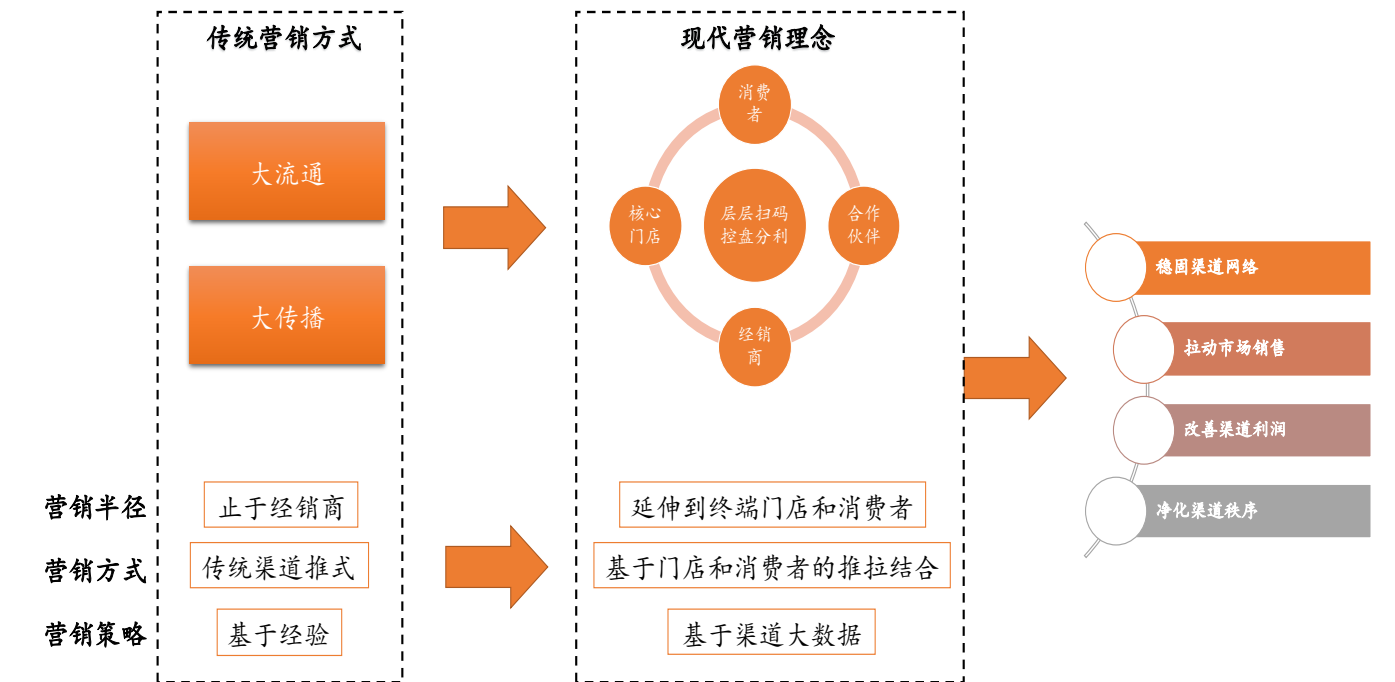 传统营销方式
大流通
大传播
现代营销理念
消费
者
核心
门店
层层扫码
控盘分利
合作
伙伴
经销
商
稳固渠道网络
拉动市场销售
改善渠道利润
净化渠道秩序
营销半径
止于经销商
延伸到终端门店和消费者
营销方式
传统渠道推式
基于门店和消费者的推拉结合
营销策略
基于经验
基于渠道大数据